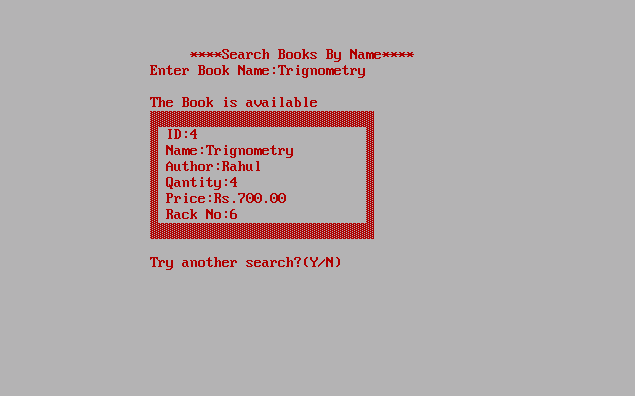 ****Search Books By Name****
Enter Book Name:Trignometry
The Book is available
ID:4
Name:Trignometry
Author:Rahul
Qantity:4
Price:Rs.700.00
Rack No:6
Try another search?(Y/N)